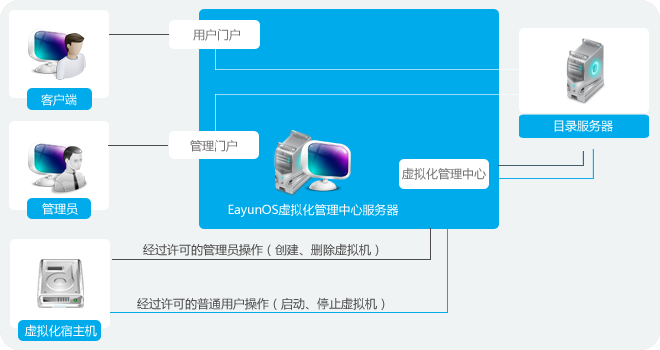 用户门户
客户端
目录服务器
管理门户
虚拟化管理中心
管理员
EayunOS虚拟化管理中心服务器
经过许可的管理员操作（创建、删除虚拟机）
经过许可的普通用户操作（启动、停止虚拟机）
虚拟化宿主机